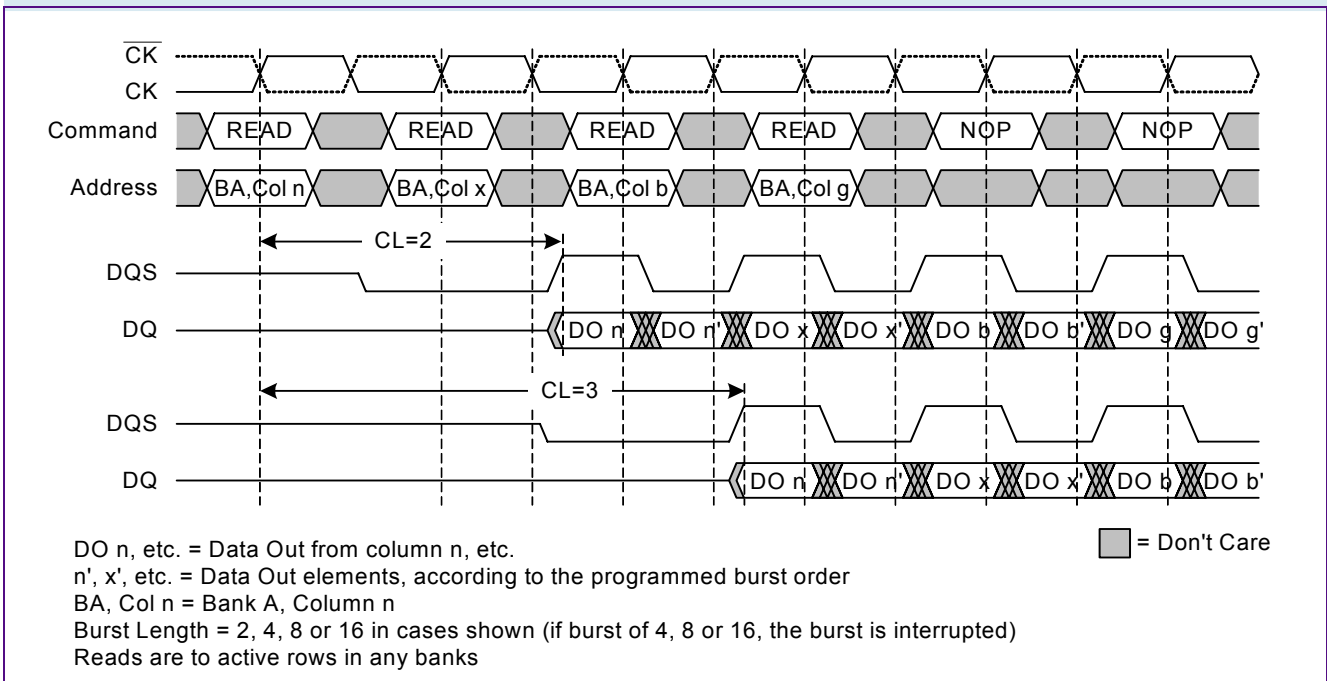 CK
CK
Command READ READ READ READ NOP NOP
Address BA,Col n BA,Col x BA,Col b BA,Col g
CL=2
DQS
DQ DO n DO n' DO x DO x' DO b DO b' DO g DO g'
CL=3
DQS
DQ DO n DO n' DO x DO x' DO b DO b'
DO n, etc. = Data Out from column n, etc.
= Don't Care
n', x', etc. = Data Out elements, according to the programmed burst order
BA, Col n = Bank A, Column n
Burst Length = 2, 4, 8 or 16 in cases shown (if burst of 4, 8 or 16, the burst is interrupted)
Reads are to active rows in any banks